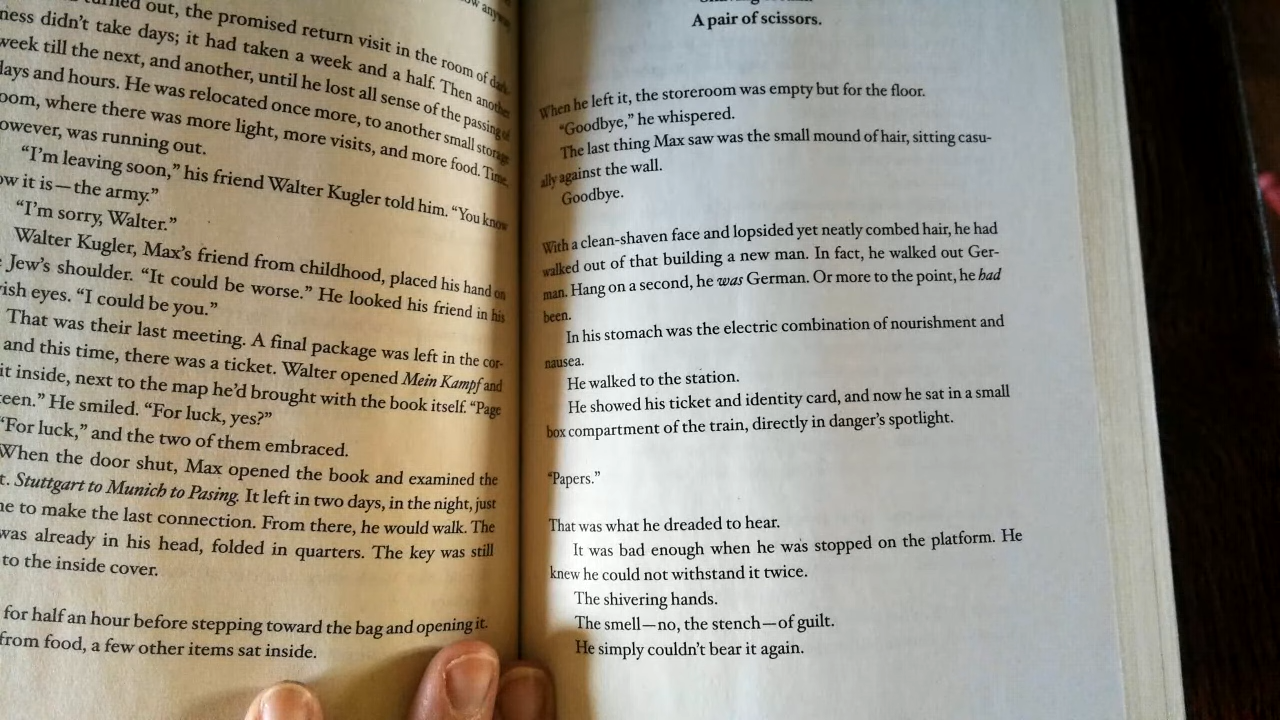 out, the promised return visit in the room of
ness didn't take days; it had taken a week and a half. Then another
week till the next, and another, until he lost all sense of the passing of
days and hours. He was relocated once more, to another small storage
oom, where there was more light, more visits, and more food. Time,
owever, was running out.
"I'm leaving soon," his friend Walter Kugler told him. "You know
ow it is—the army."
"I'm sorry, Walter."
Walter Kugler, Max's friend from childhood, placed his hand on
Jew's shoulder. "It could be worse." He looked his friend in his
ish eyes. "I could be you."
That was their last meeting. A final package was left in the cor-
and this time, there was a ticket. Walter opened Mein Kampf and
it inside, next to the map he'd brought with the book itself. "Page
een." He smiled. "For luck, yes?"
"For luck," and the two of them embraced.
When the door shut, Max opened the book and examined the
t. Stuttgart to Munich to Pasing. It left in two days, in the night, just
me to make the last connection. From there, he would walk. The
was already in his head, folded in quarters. The key was still
to the inside cover.
for half an hour before stepping toward the bag and opening it.
from food, a few other items sat inside.
A pair of scissors.
When he left it, the storeroom was empty but for the floor.
"Goodbye," he whispered.
The last thing Max saw was the small mound of hair, sitting casu-
ally against the wall.
Goodbye.
With a clean-shaven face and lopsided yet neatly combed hair, he had
walked out of that building a new man. In fact, he walked out Ger-
man. Hang on a second, he was German. Or more to the point, he had
been.
In his stomach was the electric combination of nourishment and
nausea.
He walked to the station.
He showed his ticket and identity card, and now he sat in a small
box compartment of the train, directly in danger's spotlight.
"Papers."
That was what he dreaded to hear.
It was bad enough when he was stopped on the platform. He
knew he could not withstand it twice.
The shivering hands.
The smell—no, the stench—of guilt.
He simply couldn't bear it again.